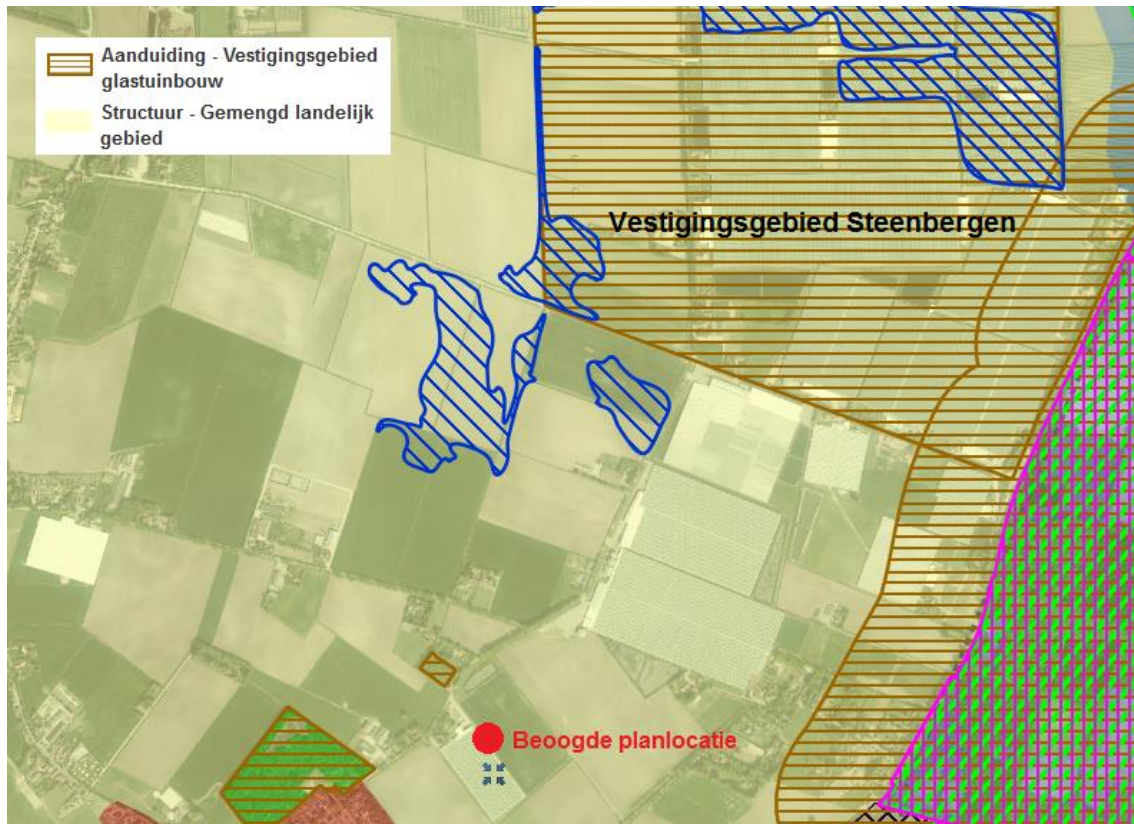 Aanduiding - Vestigingsgebied
glastuinbouw
Structuur - Gemengd landelijk
gebied
Vestigingsgebied Steenbergen
Beoogde planlocatie